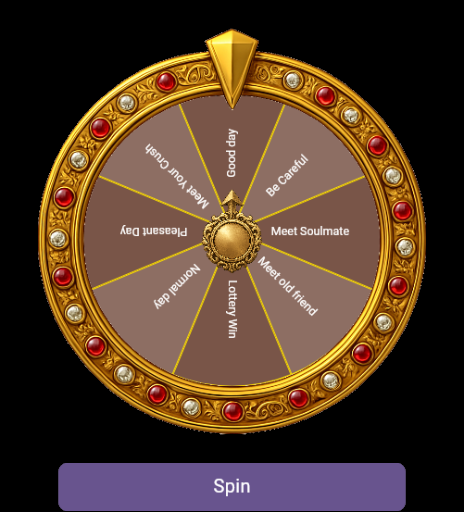 Good day
Be Careful
Meet Soulmate
Meet old friend
Lottery Win
Normal day
Pleasant Day
Meet Your Crush
Spin